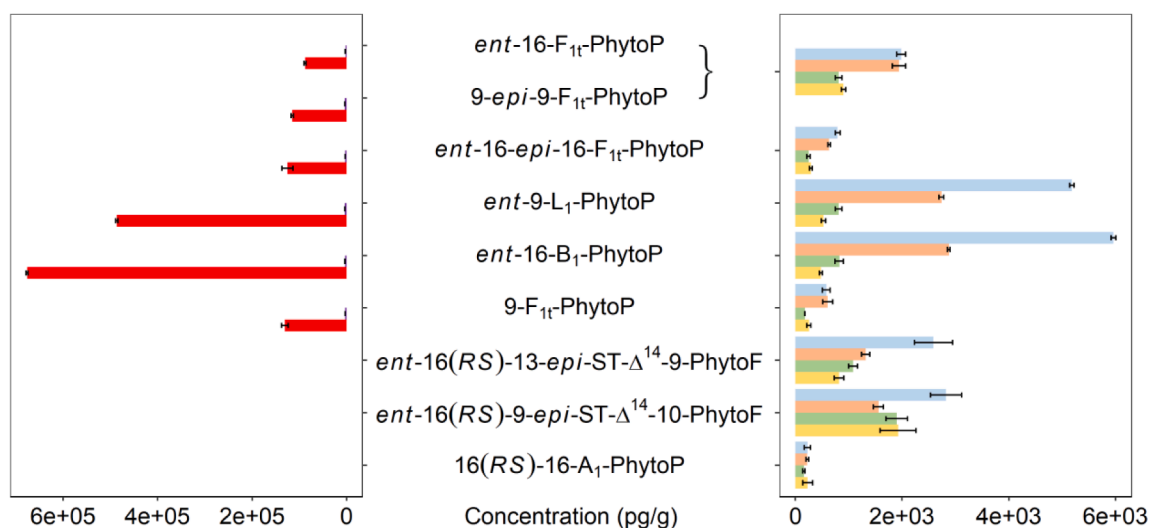 ent-16-F₁ₜ-PhytoP
9-epi-9-F₁ₜ-PhytoP
ent-16-epi-16-F₁ₜ-PhytoP
ent-9-L₁-PhytoP
ent-16-B₁-PhytoP
9-F₁ₜ-PhytoP
ent-16(RS)-13-epi-ST-Δ¹⁴-9-PhytoF
ent-16(RS)-9-epi-ST-Δ¹⁴-10-PhytoF
16(RS)-16-A₁-PhytoP
6e+05 4e+05 2e+05 0 Concentration (pg/g) 0 2e+03 4e+03 6e+03